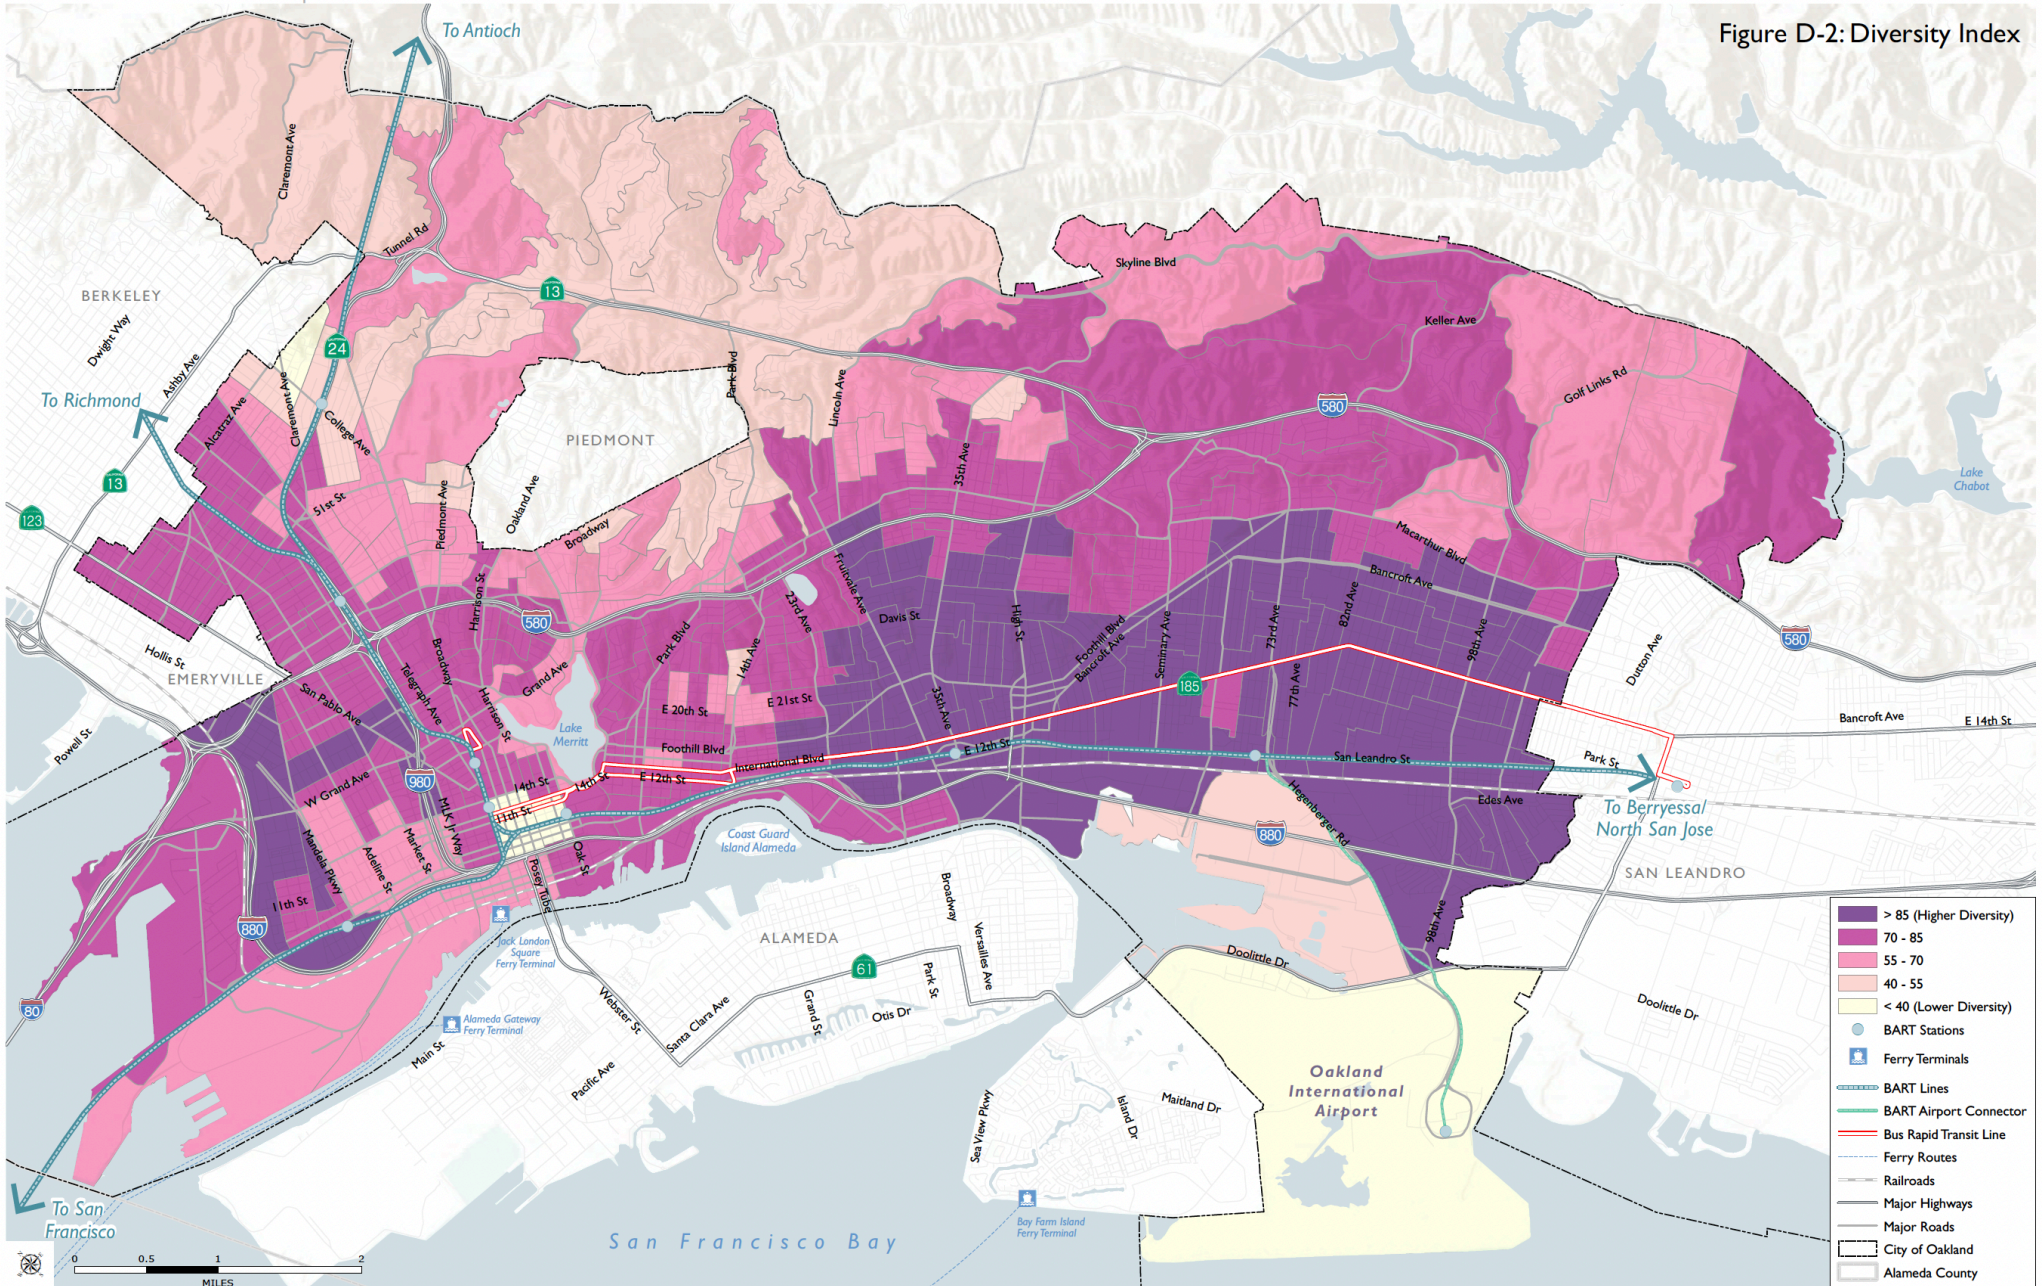 Figure D-2: Diversity Index
To Antioch
Claremont Ave
Tunnel Rd
BERKELEY
Dwight Way
Ashby Ave
13
24
Skyline Blvd
Keller Ave
Golf Links Rd
580
To Richmond
Alcatraz Ave
Claremont Ave
College Ave
PIEDMONT
Park Blvd
Lincoln Ave
35th Ave
Lake
Chabot
13
123
51st St
Piedmont Ave
Oakland Ave
Broadway
Macarthur Blvd
Bancroft Ave
Fruitvale Ave
23rd Ave
Davis St
High St
Foothill Blvd
Bancroft Ave
Seminary Ave
73rd Ave
82nd Ave
98th Ave
580
Dutton Ave
Harrison St
580
Park Blvd
14th Ave
Hollis St
EMERYVILLE
San Pablo Ave
Telegraph Ave
Broadway
Harrison St
Grand Ave
E 20th St
E 21st St
35th Ave
185
77th Ave
Bancroft Ave
E 14th St
Powell St
Lake
Merritt
Foothill Blvd
International Blvd
E 12th St
San Leandro St
Park St
W Grand Ave
980
14th St
14th St
E 12th St
11th St
To Berryessa/
North San Jose
Edes Ave
Hegenberger Rd
880
MLK Jr Way
Market St
Adeline St
Mandela Pkwy
11th St
Oak St
Posey Tube
Coast Guard
Island Alameda
SAN LEANDRO
880
Jack London
Square
Ferry Terminal
ALAMEDA
Broadway
Versailles Ave
98th Ave
Doolittle Dr
61
Park St
Grand St
Otis Dr
Santa Clara Ave
Webster St
80
Alameda Gateway
Ferry Terminal
Main St
Pacific Ave
Doolittle Dr
Oakland
International
Airport
Sea View Pkwy
Island Dr
Maitland Dr
To San
Francisco
San Francisco Bay
Bay Farm Island
Ferry Terminal
> 85 (Higher Diversity)
70 - 85
55 - 70
40 - 55
< 40 (Lower Diversity)
BART Stations
Ferry Terminals
BART Lines
BART Airport Connector
Bus Rapid Transit Line
Ferry Routes
Railroads
Major Highways
Major Roads
City of Oakland
Alameda County
0 0.5 1 2
MILES